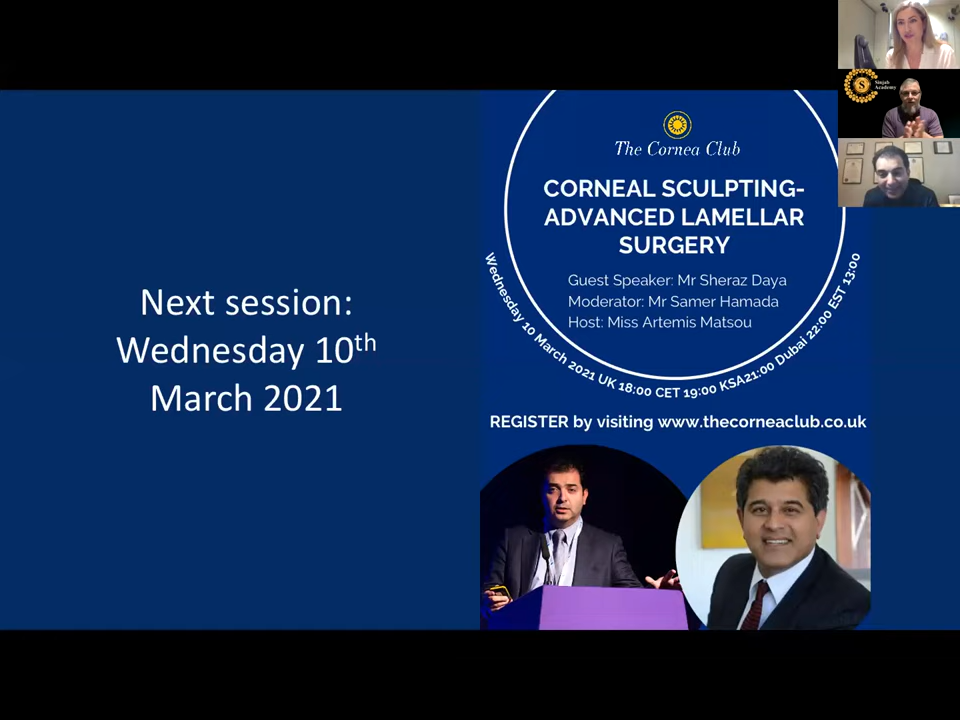 Next session:
Wednesday 10th
March 2021
The Cornea Club
CORNEAL SCULPTING-
ADVANCED LAMELLAR
SURGERY
Guest Speaker: Mr Sheraz Daya
Moderator: Mr Samer Hamada
Host: Miss Artemis Matsou
Wednesday 10 March 2021 UK 18:00 CET 19:00 KSA21:00 Dubai 22:00 EST 13:00
REGISTER by visiting www.thecorneaclub.co.uk
S
Sinjab
Academy